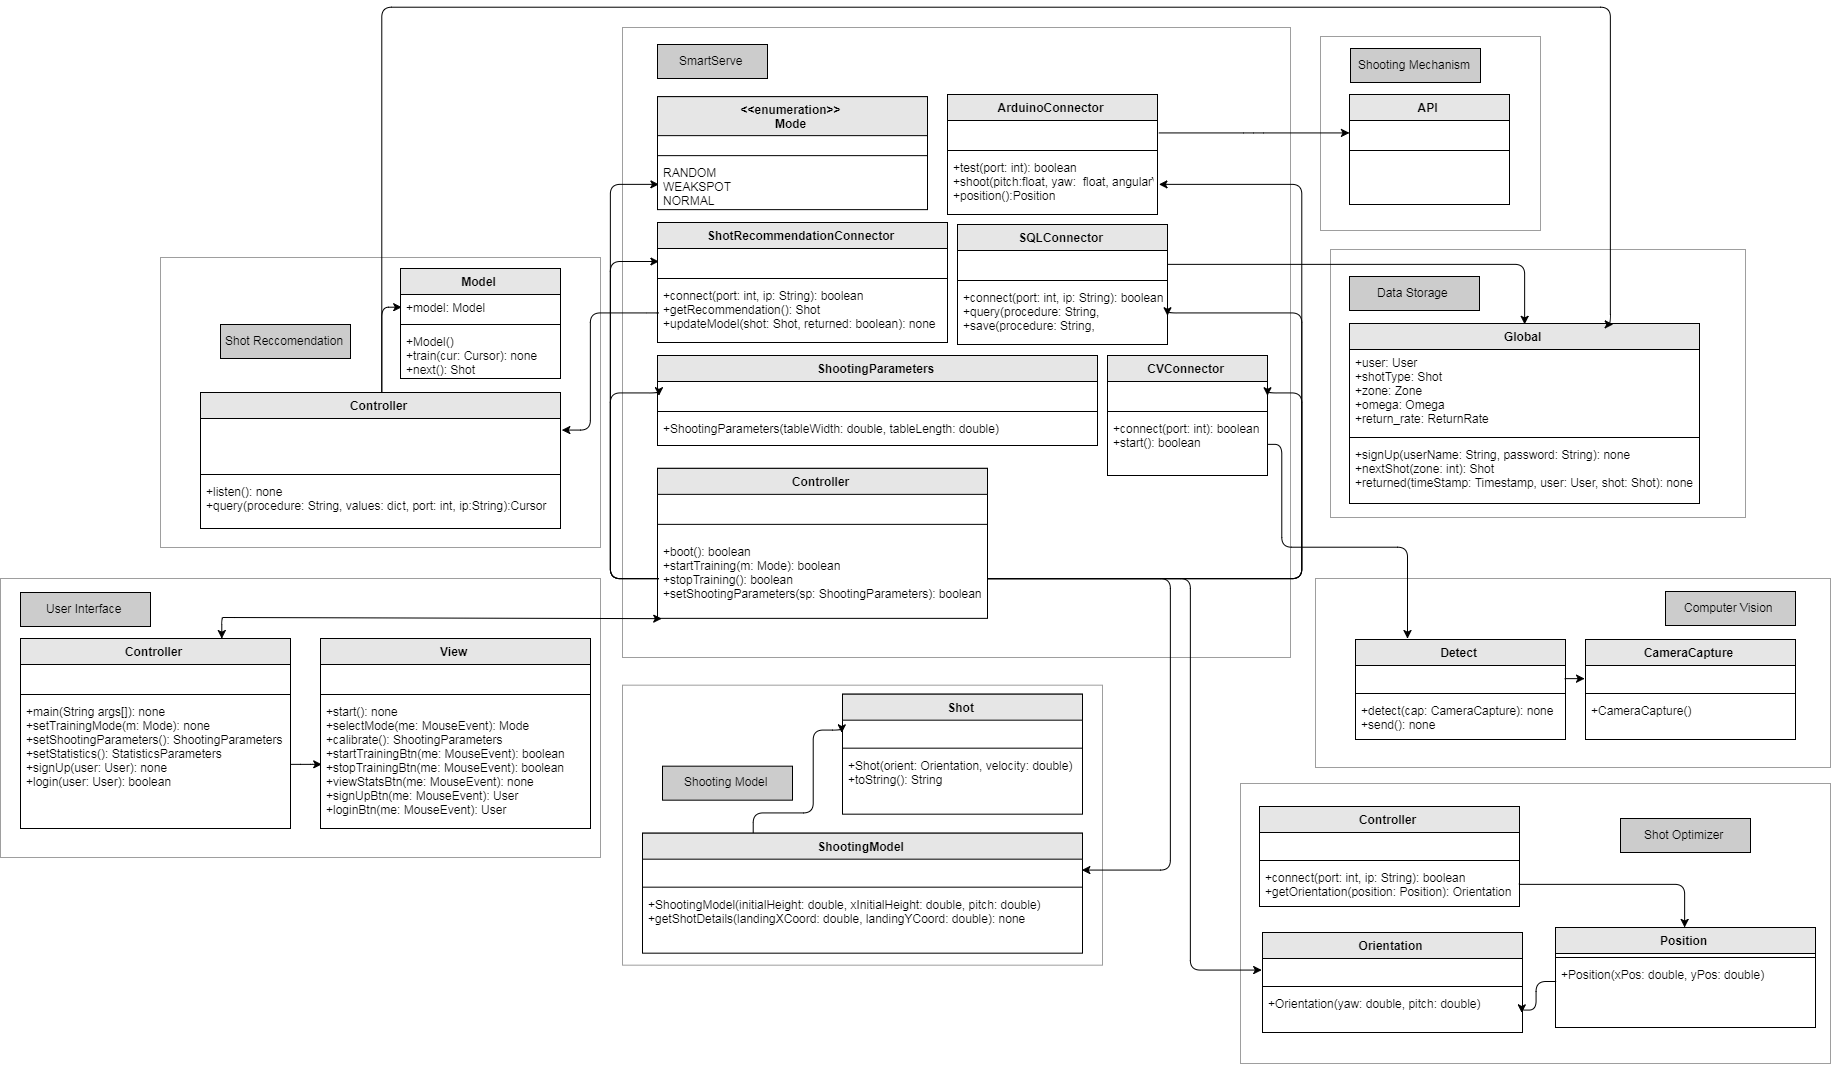 SmartServe
<<enumeration>>
Mode
RANDOM
WEAKSPOT
NORMAL
ArduinoConnector
+test(port: int): boolean
+shoot(pitch:float, yaw:  float, angular'
+position():Position
Shooting Mechanism
API
ShotRecommendationConnector
+connect(port: int, ip: String): boolean
+getRecommendation(): Shot
+updateModel(shot: Shot, returned: boolean): none
SQLConnector
+connect(port: int, ip: String): boolean
+query(procedure: String,
+save(procedure: String,
Data Storage
Global
+user: User
+shotType: Shot
+zone: Zone
+omega: Omega
+return_rate: ReturnRate
+signUp(userName: String, password: String): none
+nextShot(zone: int): Shot
+returned(timeStamp: Timestamp, user: User, shot: Shot): none
Shot Reccomendation
Model
+model: Model
+Model()
+train(cur: Cursor): none
+next(): Shot
Controller
+listen(): none
+query(procedure: String, values: dict, port: int, ip:String):Cursor
ShootingParameters
+ShootingParameters(tableWidth: double, tableLength: double)
CVConnector
+connect(port: int): boolean
+start(): boolean
Controller
+boot(): boolean
+startTraining(m: Mode): boolean
+stopTraining(): boolean
+setShootingParameters(sp: ShootingParameters): boolean
User Interface
Controller
+main(String args[]): none
+setTrainingMode(m: Mode): none
+setShootingParameters(): ShootingParameters
+setStatistics(): StatisticsParameters
+signUp(user: User): none
+login(user: User): boolean
View
+start(): none
+selectMode(me: MouseEvent): Mode
+calibrate(): ShootingParameters
+startTrainingBtn(me: MouseEvent): boolean
+stopTrainingBtn(me: MouseEvent): boolean
+viewStatsBtn(me: MouseEvent): none
+signUpBtn(me: MouseEvent): User
+loginBtn(me: MouseEvent): User
Computer Vision
Detect
+detect(cap: CameraCapture): none
+send(): none
CameraCapture
+CameraCapture()
Shooting Model
Shot
+Shot(orient: Orientation, velocity: double)
+toString(): String
ShootingModel
+ShootingModel(initialHeight: double, xInitialHeight: double, pitch: double)
+getShotDetails(landingXCoord: double, landingYCoord: double): none
Shot Optimizer
Controller
+connect(port: int, ip: String): boolean
+getOrientation(position: Position): Orientation
Orientation
+Orientation(yaw: double, pitch: double)
Position
+Position(xPos: double, yPos: double)